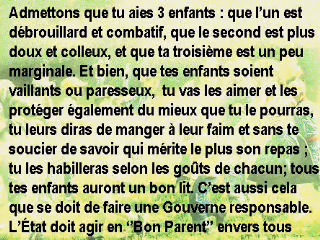 Admettons que tu aies 3 enfants : que l'un est
débrouillard et combatif, que le second est plus
doux et colleux, et que ta troisième est un peu
marginale. Et bien, que tes enfants soient
vaillants ou paresseux,  tu vas les aimer et les
protéger également du mieux que tu le pourras,
tu leurs diras de manger à leur faim et sans te
soucier de savoir qui mérite le plus son repas ;
tu les habilleras selon les goûts de chacun; tous
tes enfants auront un bon lit. C'est aussi cela
que se doit de faire une Gouverne responsable.
L'État doit agir en "Bon Parent" envers tous